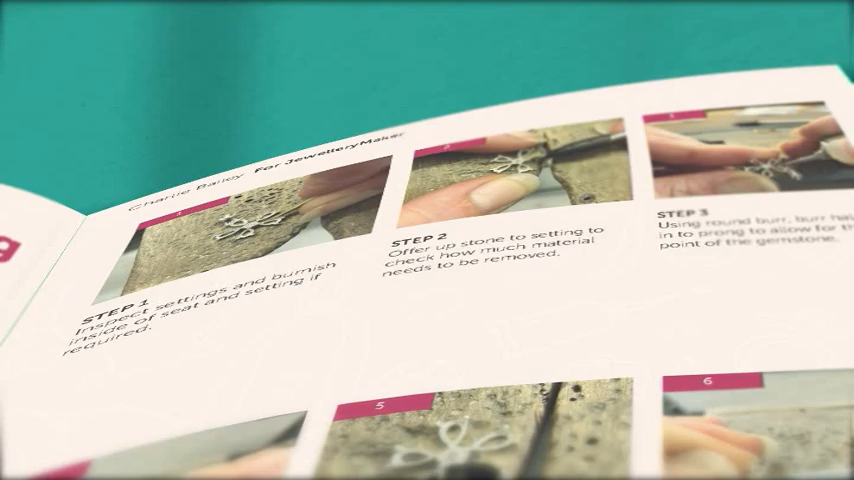 Charlie Bailey For JewelleryMaker
1
2
STEP 1
Inspect settings and burnish
inside of seat and setting if
required.
STEP 2
Offer up stone to setting to
check how much material
needs to be removed.
STEP 3
Using round burr, burr
in to prong to allow for
point of the gemstone.
5
6